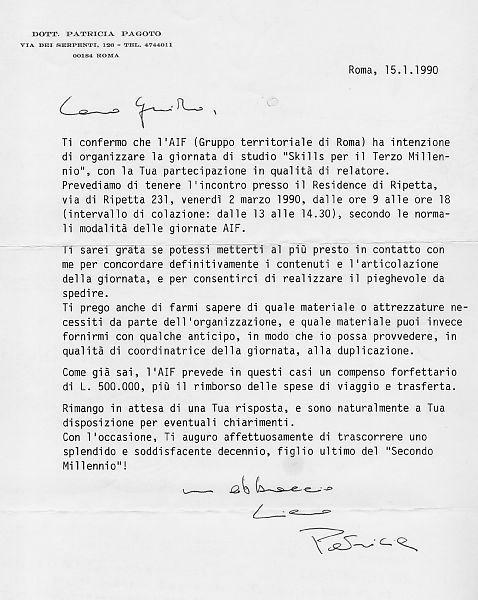 DOTT. PATRICIA PAGOTO
VIA DEI SERPENTI, 126 - TEL. 4744011
00184 ROMA
Roma, 15.1.1990
Caro
Ti confermo che l'AIF (Gruppo territoriale di Roma) ha intenzione
di organizzare la giornata di studio "Skills per il Terzo Millen-
nio", con la Tua partecipazione in qualità di relatore.
Prevediamo di tenere l'incontro presso il Residence di Ripetta,
via di Ripetta 231, venerdì 2 marzo 1990, dalle ore 9 alle ore 18
(intervallo di colazione: dalle 13 alle 14.30), secondo le norma-
li modalità delle giornate AIF.
Ti sarei grata se potessi metterti al più presto in contatto con
me per concordare definitivamente i contenuti e l'articolazione
della giornata, e per consentirci di realizzare il pieghevole da
spedire.
Ti prego anche di farmi sapere di quale materiale o attrezzature ne-
cessiti da parte dell'organizzazione, e quale materiale puoi invece
fornirmi con qualche anticipo, in modo che io possa provvedere, in
qualità di coordinatrice della giornata, alla duplicazione.
Come già sai, l'AIF prevede in questi casi un compenso forfettario
di L. 500.000, più il rimborso delle spese di viaggio e trasferta.
Rimango in attesa di una Tua risposta, e sono naturalmente a Tua
disposizione per eventuali chiarimenti.
Con l'occasione, Ti auguro affettuosamente di trascorrere uno
splendido e soddisfacente decennio, figlio ultimo del "Secondo
Millennio"!
un abbraccio
Patricia